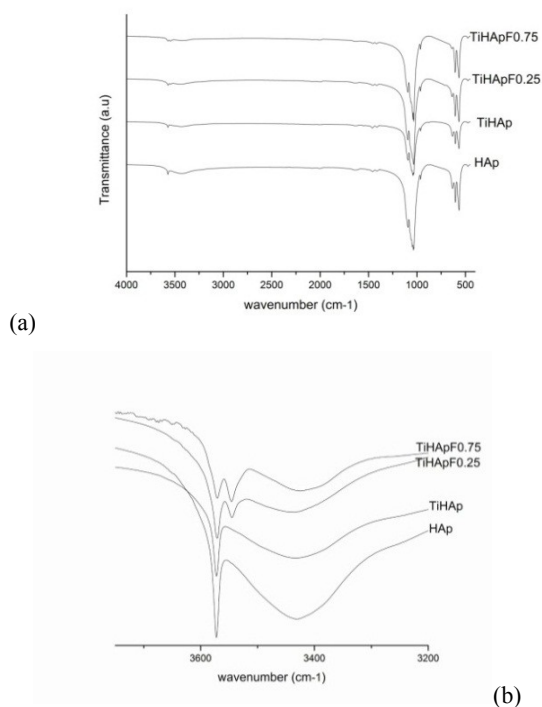 TiHApF0.75
TiHApF0.25
TiHAp
HAp
Transmittance (a.u)
4000 3500 3000 2500 2000 1500 1000 500
wavenumber (cm-1)
(a)
TiHApF0.75
TiHApF0.25
TiHAp
HAp
3600 3400 3200
wavenumber (cm-1)
(b)